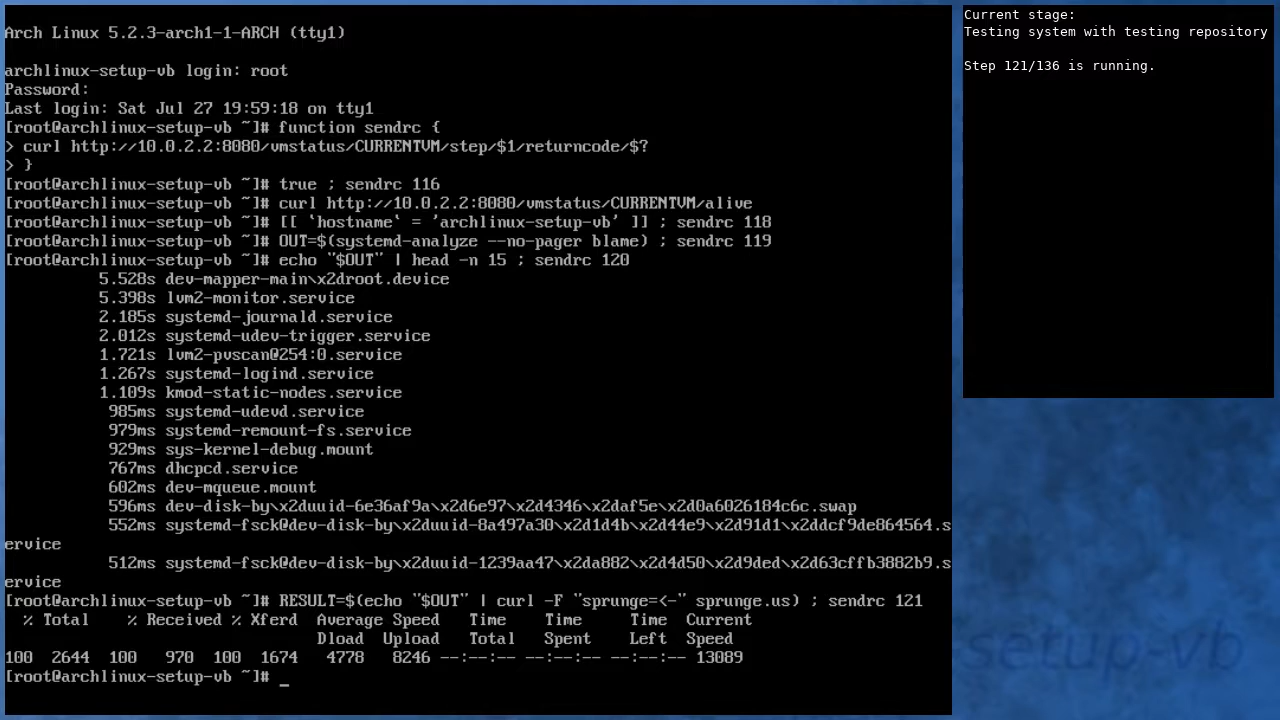 Arch Linux 5.2.3-arch1-1-ARCH (tty1)
archlinux-setup-vb login: root
Password:
Last login: Sat Jul 27 19:59:18 on tty1
[root@archlinux-setup-vb ~]# function sendrc {
> curl http://10.0.2.2:8080/vmstatus/CURRENTVM/step/$1/returncode/$?
> }
[root@archlinux-setup-vb ~]# true ; sendrc 116
[root@archlinux-setup-vb ~]# curl http://10.0.2.2:8080/vmstatus/CURRENTVM/alive
[root@archlinux-setup-vb ~]# [[ `hostname` = 'archlinux-setup-vb' ]] ; sendrc 118
[root@archlinux-setup-vb ~]# OUT=$(systemd-analyze --no-pager blame) ; sendrc 119
[root@archlinux-setup-vb ~]# echo "$OUT" | head -n 15 ; sendrc 120
5.528s dev-mapper-main\x2droot.device
5.398s lvm2-monitor.service
2.185s systemd-journald.service
2.012s systemd-udev-trigger.service
1.721s lvm2-pvscan@254:0.service
1.267s systemd-logind.service
1.109s kmod-static-nodes.service
985ms systemd-udevd.service
979ms systemd-remount-fs.service
929ms sys-kernel-debug.mount
767ms dhcpcd.service
602ms dev-mqueue.mount
596ms dev-disk-by\x2duuid-6e36af9a\x2d6e97\x2d4346\x2daf5e\x2d0a6026184c6c.swap
552ms systemd-fsck@dev-disk-by\x2duuid-8a497a30\x2d1d4b\x2d44e9\x2d91d1\x2ddcf9de864564.s
ervice
512ms systemd-fsck@dev-disk-by\x2duuid-1239aa47\x2da882\x2d4d50\x2d9ded\x2d63cffb3882b9.s
ervice
[root@archlinux-setup-vb ~]# RESULT=$(echo "$OUT" | curl -F "sprunge=<-" sprunge.us) ; sendrc 121
% Total % Received % Xferd Average Speed Time Time Time Current
Dload Upload Total Spent Left Speed
100 2644 100 970 100 1674 4778 8246 --:--:-- --:--:-- --:--:-- 13089
[root@archlinux-setup-vb ~]# _
Current stage:
Testing system with testing repository
Step 121/136 is running.
setup-vb